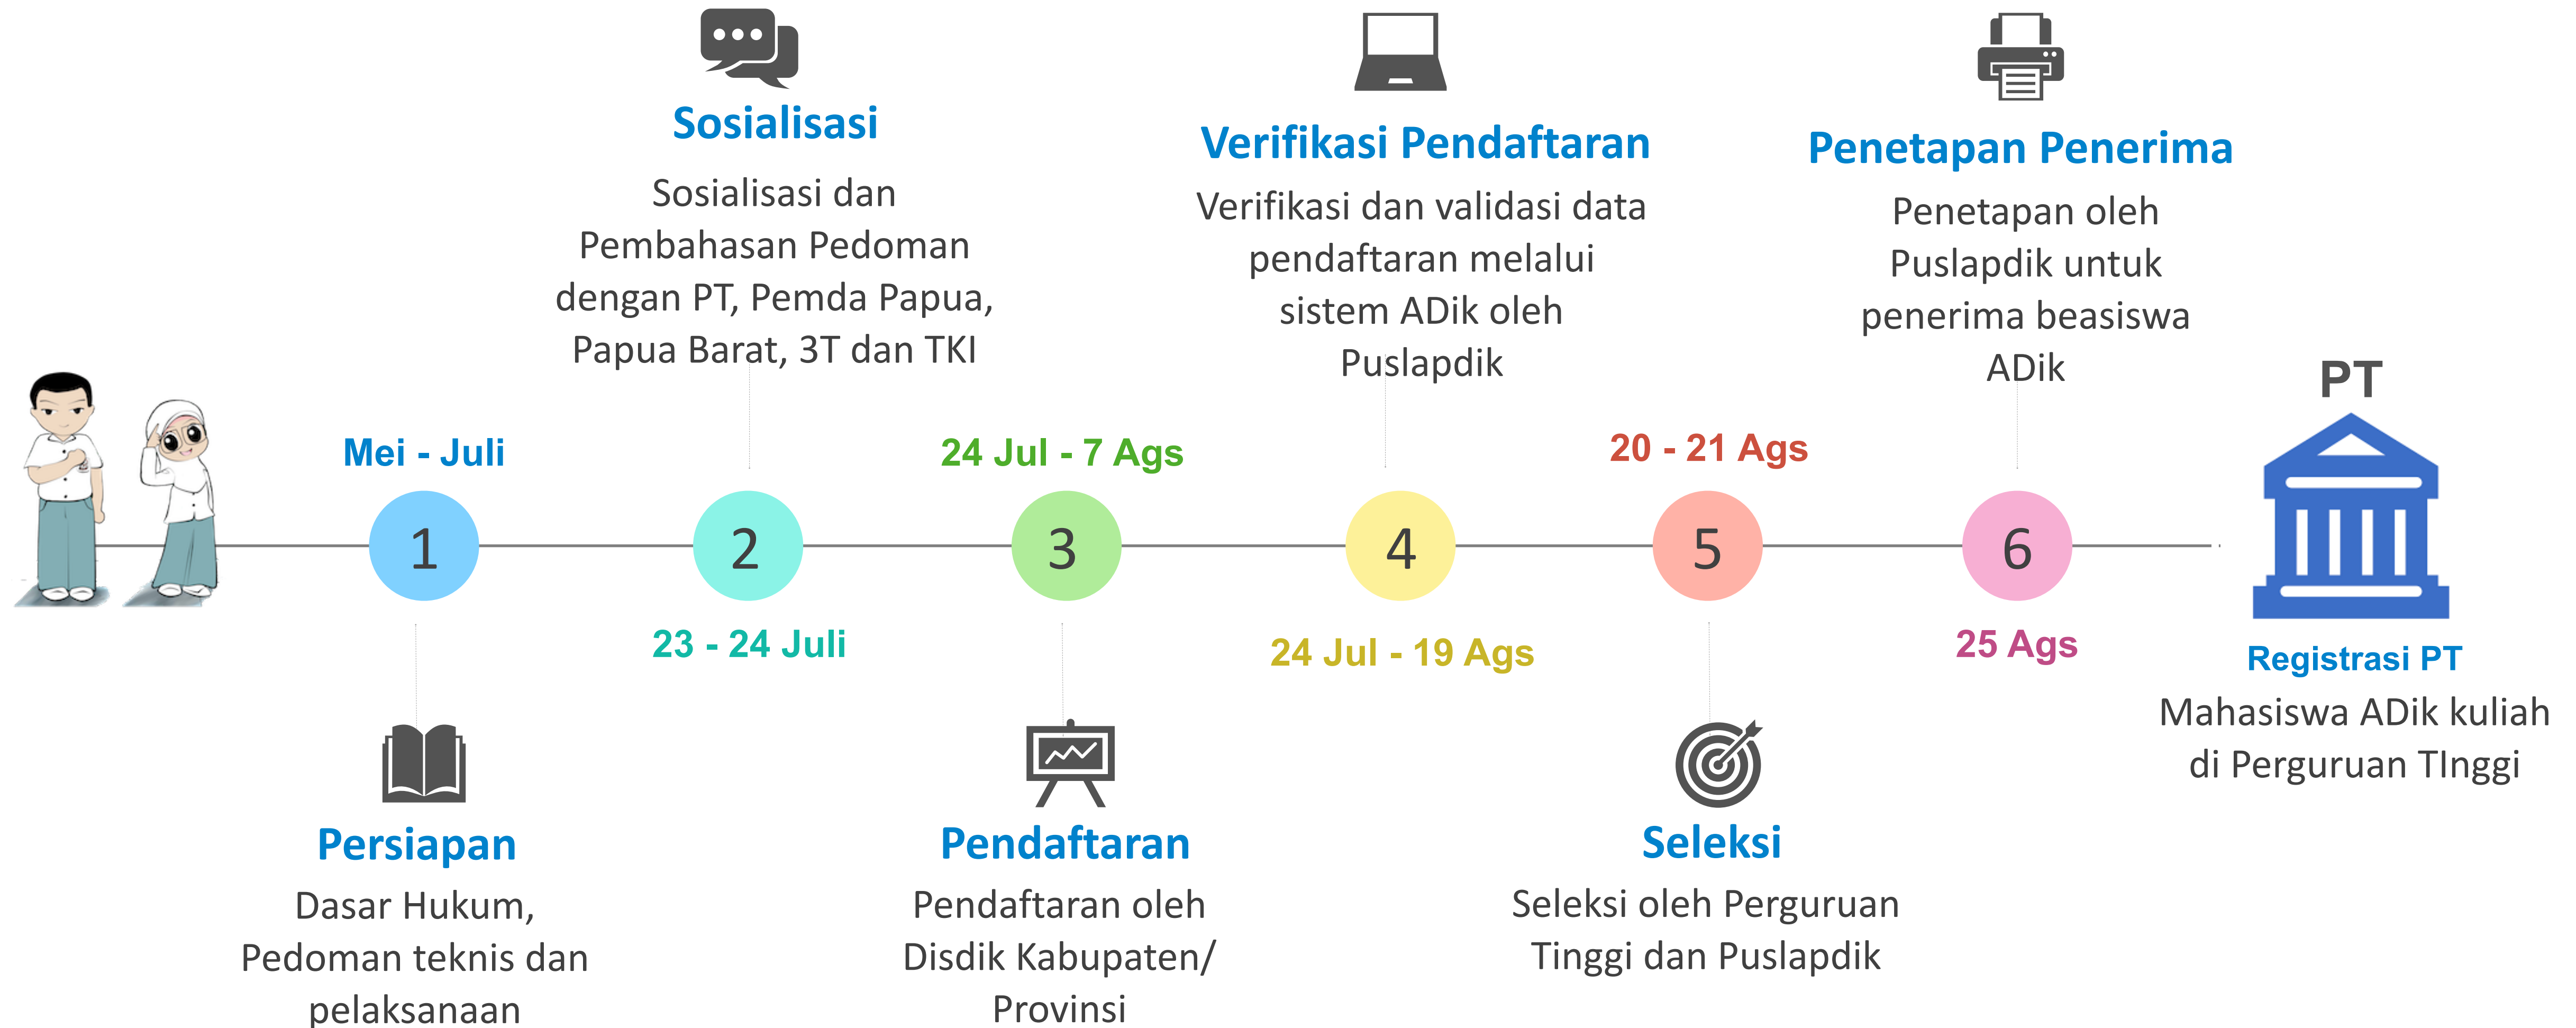 Sosialisasi
Sosialisasi dan
Pembahasan Pedoman
dengan PT, Pemda Papua,
Papua Barat, 3T dan TKI
Verifikasi Pendaftaran
Verifikasi dan validasi data
pendaftaran melalui
sistem ADik oleh
Puslapdik
Penetapan Penerima
Penetapan oleh
Puslapdik untuk
penerima beasiswa
ADik
PT
Mei - Juli
24 Jul - 7 Ags
20 - 21 Ags
1
2
3
4
5
6
23 - 24 Juli
24 Jul - 19 Ags
25 Ags
Registrasi PT
Mahasiswa ADik kuliah
di Perguruan TInggi
Persiapan
Dasar Hukum,
Pedoman teknis dan
pelaksanaan
Pendaftaran
Pendaftaran oleh
Disdik Kabupaten/
Provinsi
Seleksi
Seleksi oleh Perguruan
Tinggi dan Puslapdik